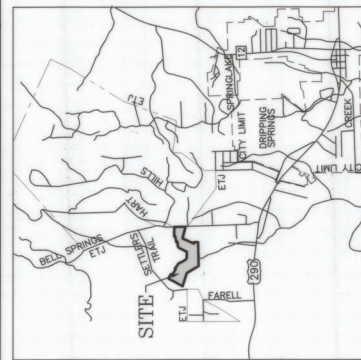 ETJ
12
SPRINGLAKE
CITY LIMIT
DRIPPING
SPRINGS
CREEK
CITY LIMIT
ETJ
HART
HILLS
BELL SPRINGS
ETJ
SETTLERS
TRAIL
SITE
290
FARELL
ETJ